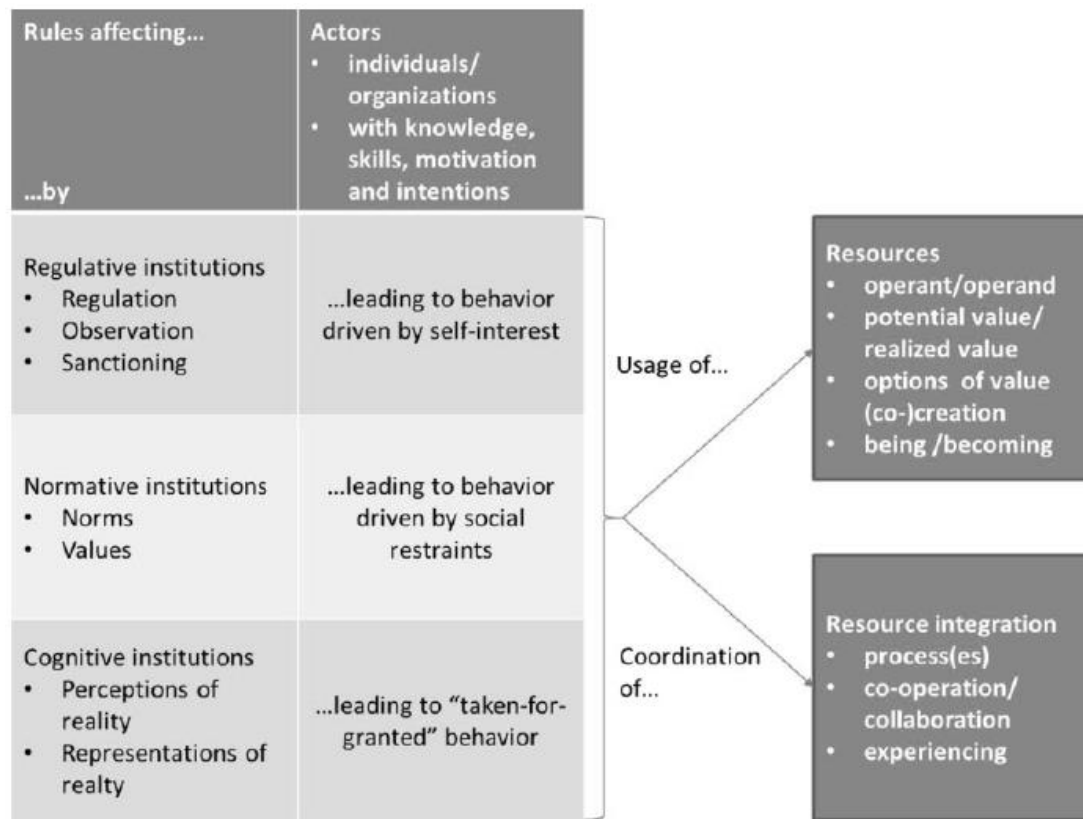 Rules affecting...
...by
Actors
• individuals/
organizations
• with knowledge,
skills, motivation
and intentions
Regulative institutions
• Regulation
• Observation
• Sanctioning
...leading to behavior
driven by self-interest
Normative institutions
• Norms
• Values
...leading to behavior
driven by social
restraints
Cognitive institutions
• Perceptions of
reality
• Representations of
realty
...leading to “taken-for-
granted” behavior
Usage of...
Coordination
of...
Resources
• operant/operand
• potential value/
realized value
• options of value
(co-)creation
• being /becoming
Resource integration
• process(es)
• co-operation/
collaboration
• experiencing